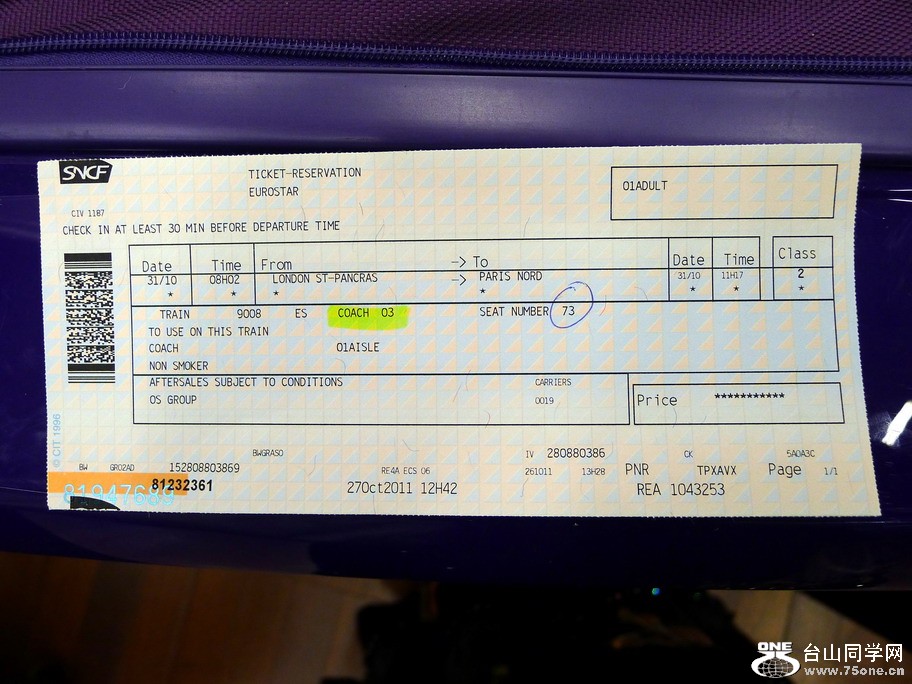 SNCF
TICKET-RESERVATION
EUROSTAR
01ADULT
CIV 1187
CHECK IN AT LEAST 30 MIN BEFORE DEPARTURE TIME
Date Time From -> To Date Time Class
31/10 08H02 LONDON ST-PANCRAS -> PARIS NORD 31/10 11H17 2
* * * * * * *
TRAIN 9008 ES COACH 03 SEAT NUMBER 73
TO USE ON THIS TRAIN
COACH 01AISLE
NON SMOKER
AFTERSALES SUBJECT TO CONDITIONS CARRIERS
OS GROUP 0019
Price ***********
© CIT 1996
BWGRASO IV 280880386 CK 5A0A3C
BW GRO2AD 152808803869 RE4A ECS 06 261011 13H28 PNR TPXAVX Page 1/1
81232361 27Oct2011 12H42 REA 1043253
81947689
ONE 台山同学网
www.75one.cn